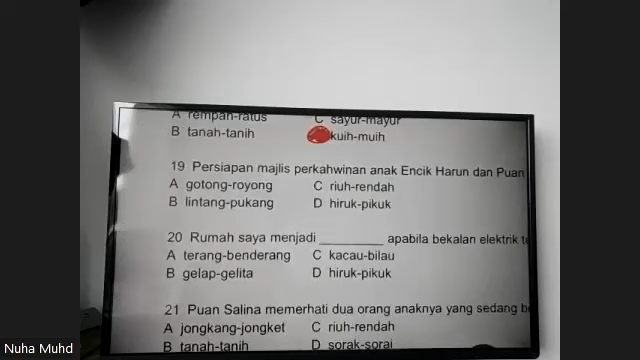 A rempah-ratus C sayur-mayur
B tanah-tanih kuih-muih
19 Persiapan majlis perkahwinan anak Encik Harun dan Puan
A gotong-royong C riuh-rendah
B lintang-pukang D hiruk-pikuk
20 Rumah saya menjadi ________ apabila bekalan elektrik
A terang-benderang C kacau-bilau
B gelap-gelita D hiruk-pikuk
21 Puan Salina memerhati dua orang anaknya yang sedang
A jongkang-jongket C riuh-rendah
B tanah-tanih D sorak-sorai
Nuha Muhd